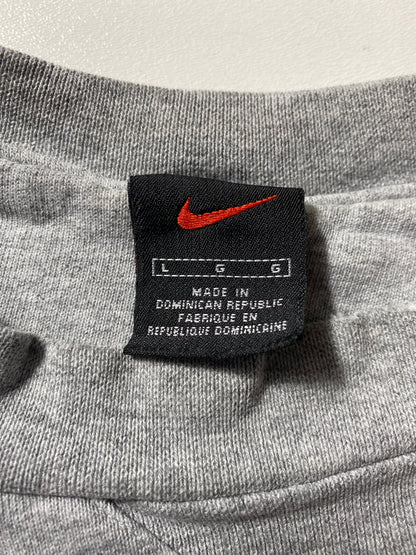 L G G
MADE IN
DOMINICAN REPUBLIC
FABRIQUE EN
REPUBLIQUE DOMINICAINE